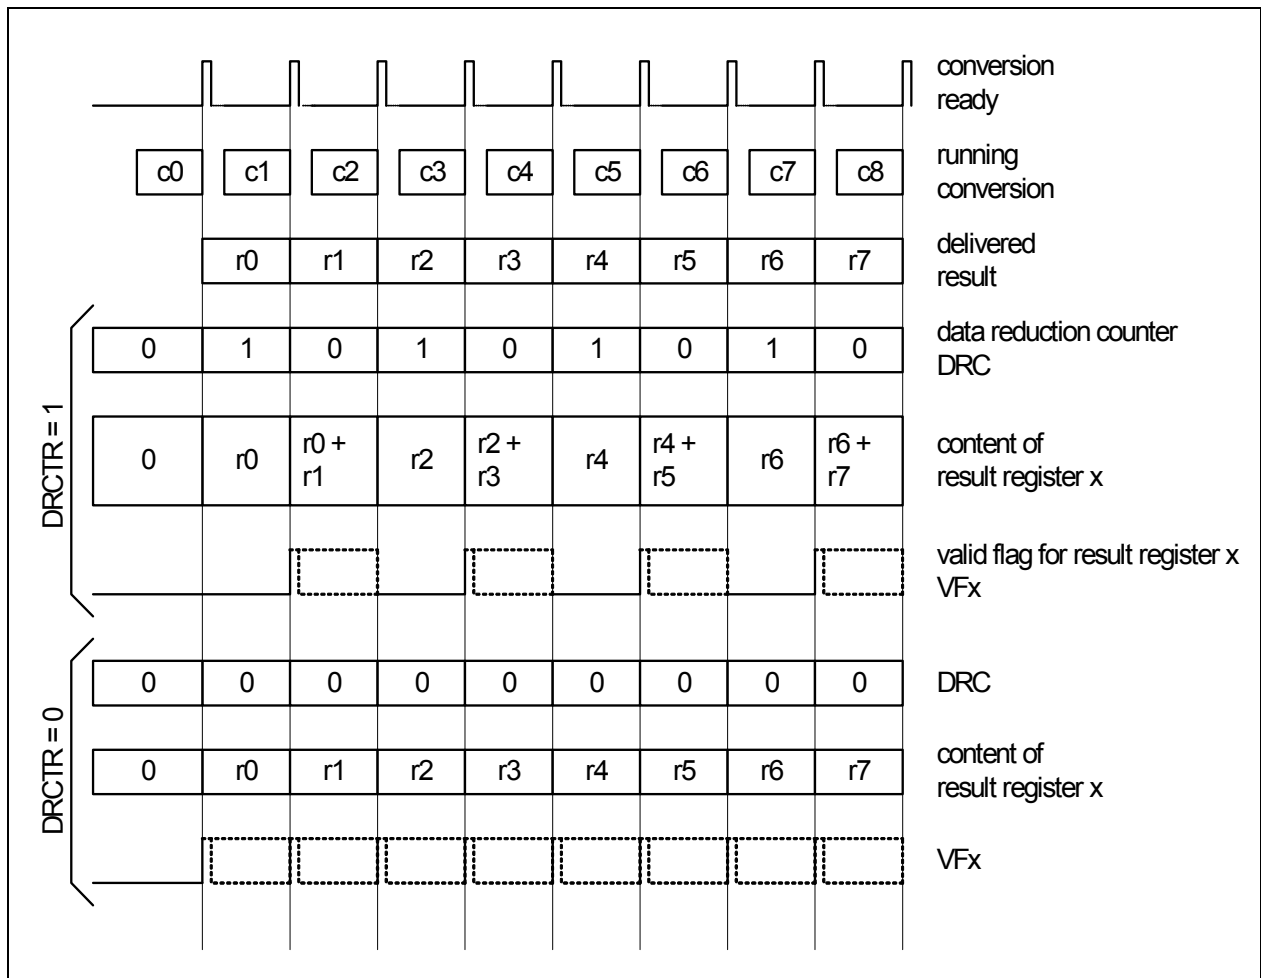 conversion
ready
c0 c1 c2 c3 c4 c5 c6 c7 c8
running
conversion
r0 r1 r2 r3 r4 r5 r6 r7
delivered
result
DRCTR = 1
0 1 0 1 0 1 0 1 0
data reduction counter
DRC
0 r0 r0 + r1 r2 r2 + r3 r4 r4 + r5 r6 r6 + r7
content of
result register x
valid flag for result register x
VFx
DRCTR = 0
0 0 0 0 0 0 0 0 0
DRC
0 r0 r1 r2 r3 r4 r5 r6 r7
content of
result register x
VFx